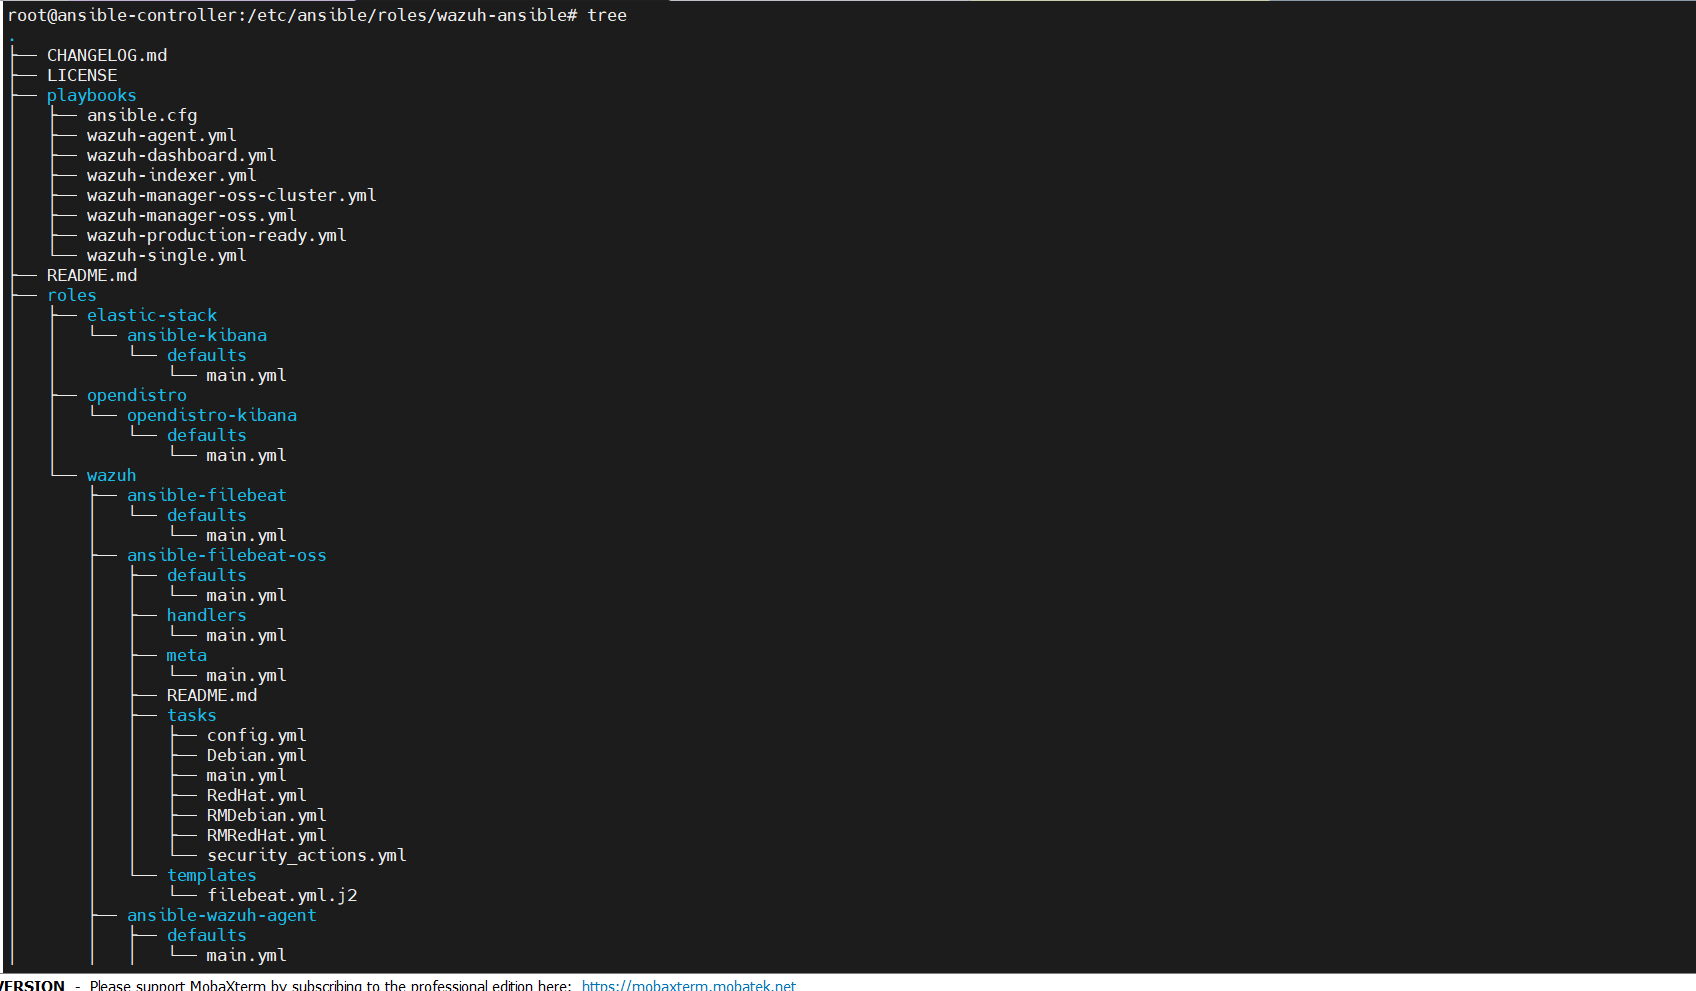 root@ansible-controller:/etc/ansible/roles/wazuh-ansible# tree
.
├── CHANGELOG.md
├── LICENSE
├── playbooks
│   ├── ansible.cfg
│   ├── wazuh-agent.yml
│   ├── wazuh-dashboard.yml
│   ├── wazuh-indexer.yml
│   ├── wazuh-manager-oss-cluster.yml
│   ├── wazuh-manager-oss.yml
│   ├── wazuh-production-ready.yml
│   └── wazuh-single.yml
├── README.md
├── roles
│   ├── elastic-stack
│   │   └── ansible-kibana
│   │       └── defaults
│   │           └── main.yml
│   ├── opendistro
│   │   └── opendistro-kibana
│   │       └── defaults
│   │           └── main.yml
│   └── wazuh
│       ├── ansible-filebeat
│       │   └── defaults
│       │       └── main.yml
│       ├── ansible-filebeat-oss
│       │   ├── defaults
│       │   │   └── main.yml
│       │   ├── handlers
│       │   │   └── main.yml
│       │   ├── meta
│       │   │   └── main.yml
│       │   ├── README.md
│       │   ├── tasks
│       │   │   ├── config.yml
│       │   │   ├── Debian.yml
│       │   │   ├── main.yml
│       │   │   ├── RedHat.yml
│       │   │   ├── RMDebian.yml
│       │   │   ├── RMRedHat.yml
│       │   │   └── security_actions.yml
│       │   └── templates
│       │       └── filebeat.yml.j2
│       ├── ansible-wazuh-agent
│       │   ├── defaults
│       │   │   └── main.yml
VERSION - Please support MobaXterm by subscribing to the professional edition here: https://mobaxterm.mobatek.net